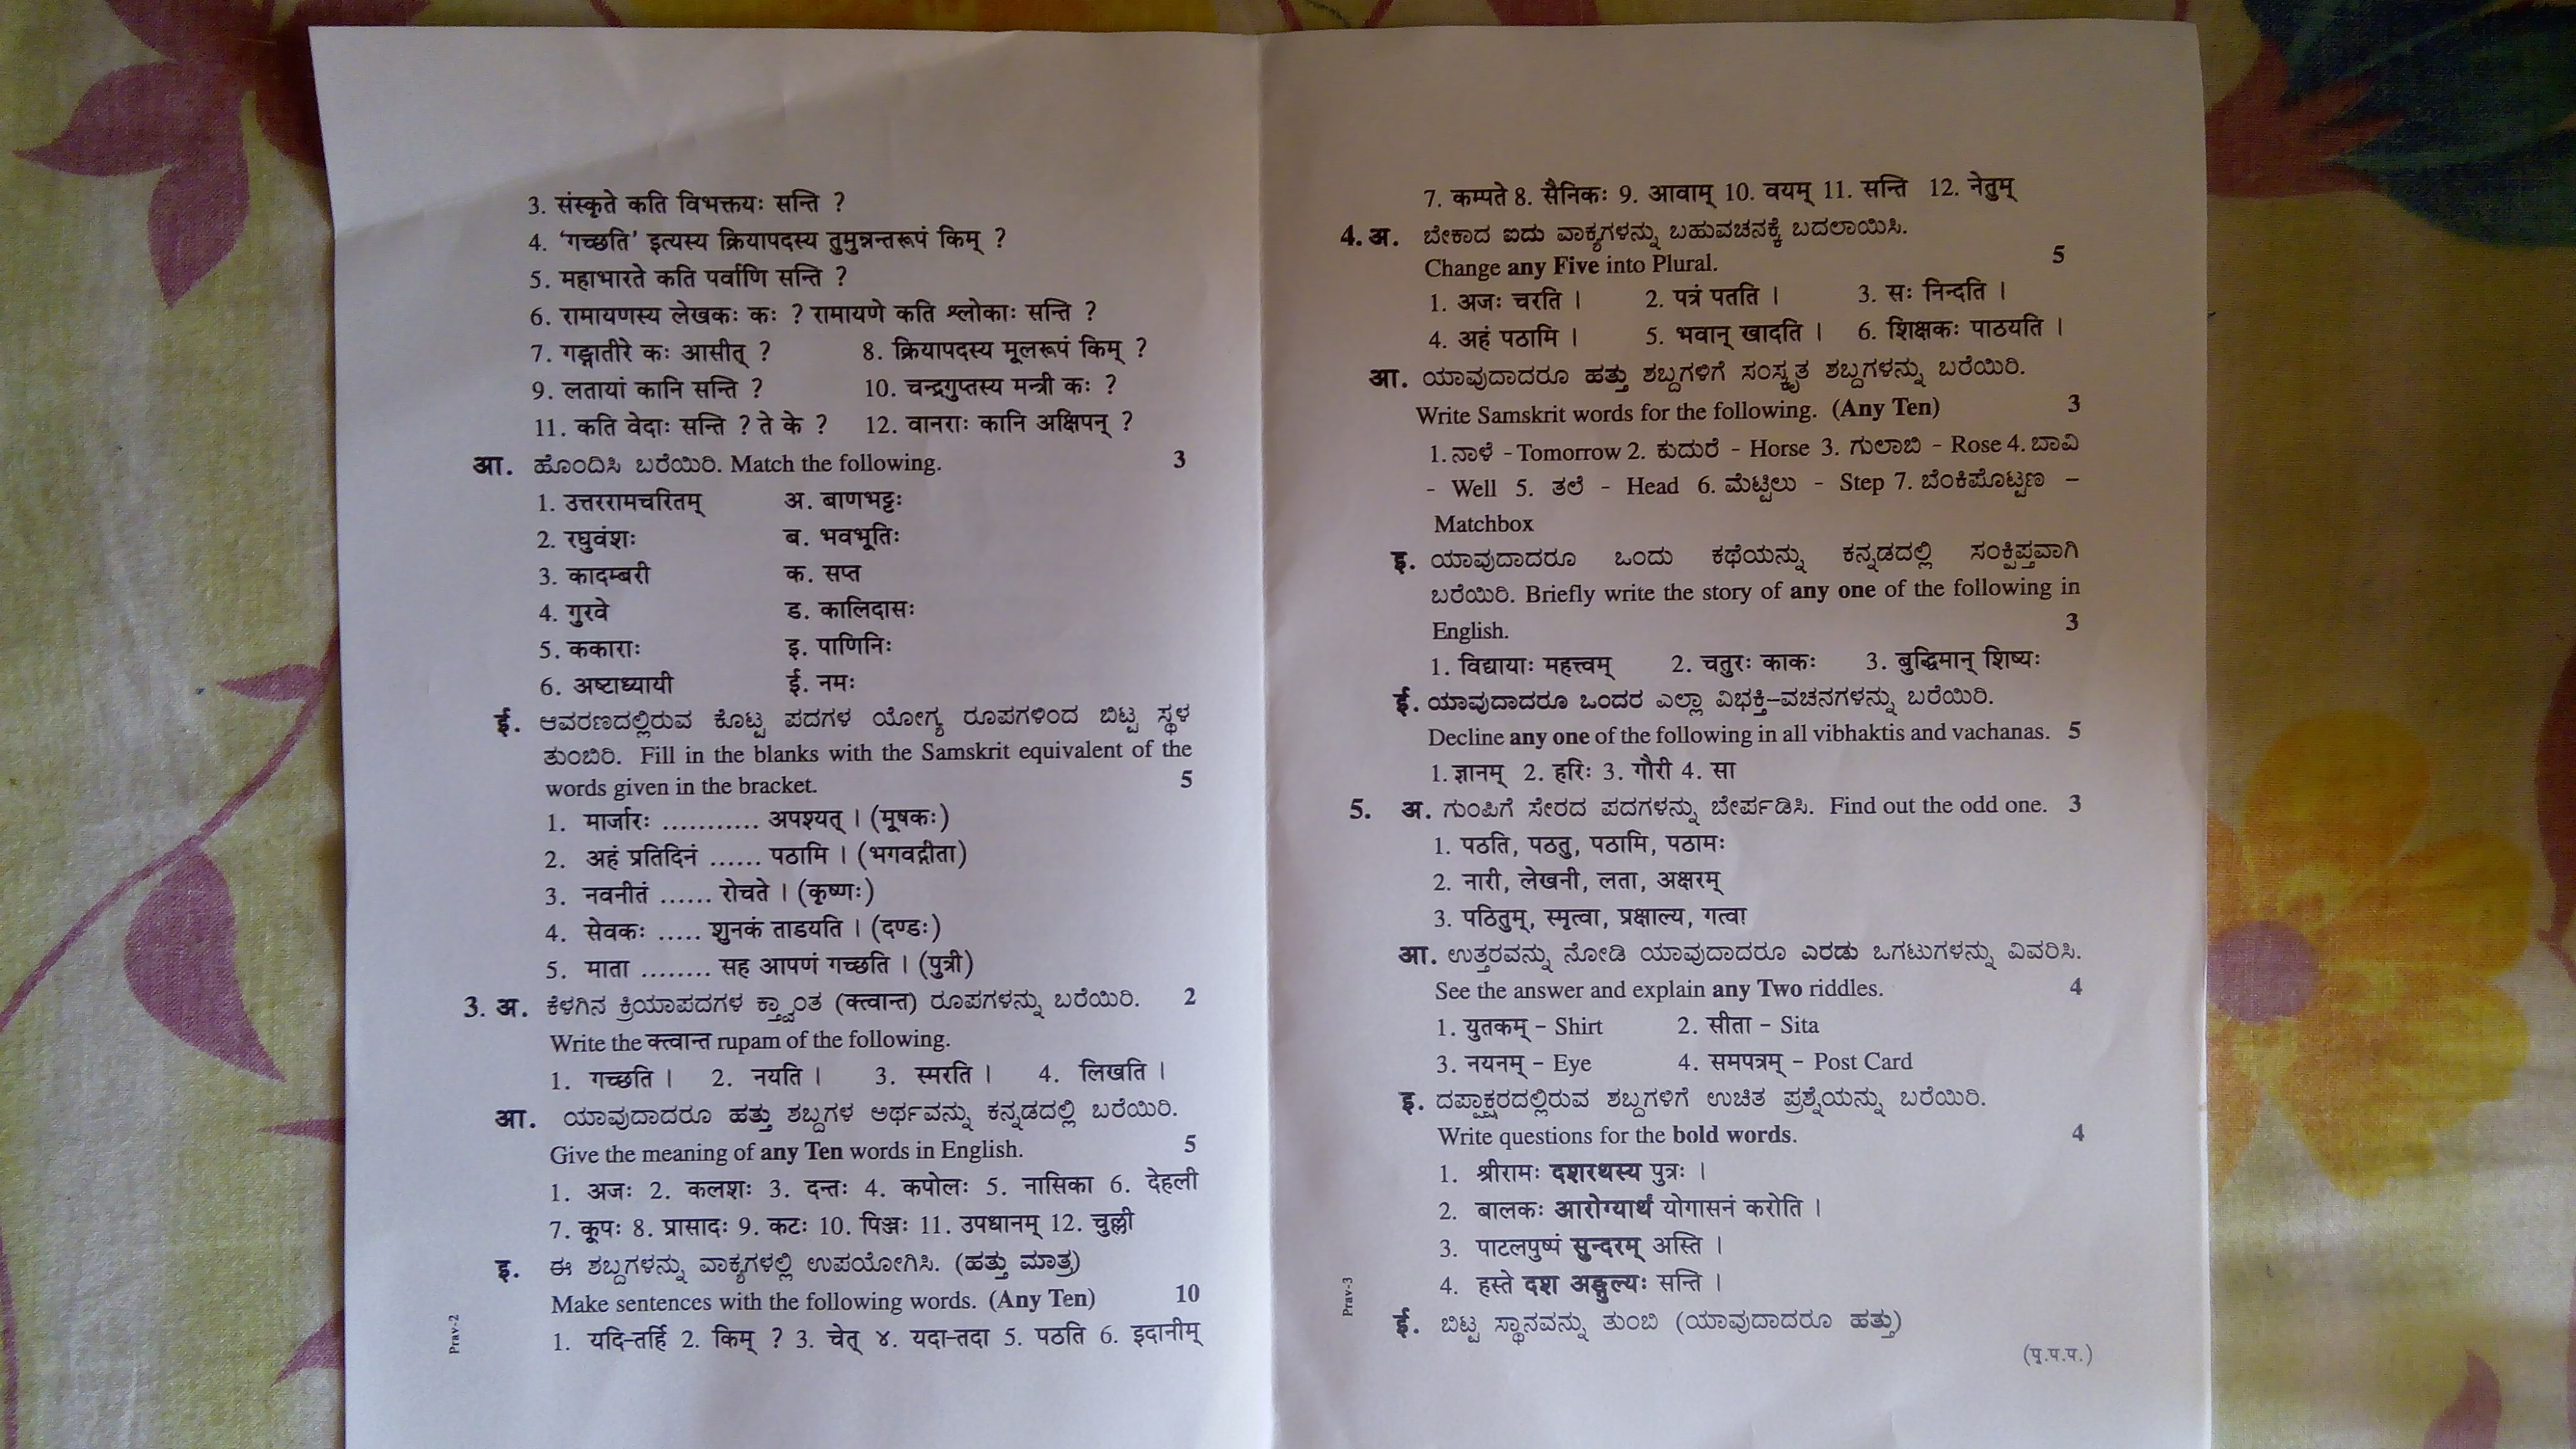 3. संस्कृते कति विभक्तयः सन्ति ?
4. ‘गच्छति’ इत्यस्य क्रियापदस्य तुमुन्नन्तरूपं किम् ?
5. महाभारते कति पर्वाणि सन्ति ?
6. रामायणस्य लेखकः कः ? रामायणे कति श्लोकाः सन्ति ?
7. गङ्गातीरे कः आसीत् ? 8. क्रियापदस्य मूलरूपं किम् ?
9. लतायां कानि सन्ति ? 10. चन्द्रगुप्तस्य मन्त्री कः ?
11. कति वेदाः सन्ति ? ते के ? 12. वानराः कानि अक्षिपन् ?
आ. ಹೊಂದಿಸಿ ಬರೆಯಿರಿ. Match the following. 3
1. उत्तररामचरितम् अ. बाणभट्टः
2. रघुवंशः ब. भवभूतिः
3. कादम्बरी क. सप्त
4. गुरवे ड. कालिदासः
5. ककाराः इ. पाणिनिः
6. अष्टाध्यायी ई. नमः
ई. ಆವರಣದಲ್ಲಿರುವ ಕೊಟ್ಟ ಪದಗಳ ಯೋಗ್ಯ ರೂಪಗಳಿಂದ ಬಿಟ್ಟ ಸ್ಥಳ
ತುಂಬಿರಿ. Fill in the blanks with the Samskrit equivalent of the
words given in the bracket. 5
1. मार्जारः ............ अपश्यत् । (मूषकः)
2. अहं प्रतिदिनं ...... पठामि । (भगवद्गीता)
3. नवनीतं ...... रोचते । (कृष्णः)
4. सेवकः ..... शुनकं ताडयति । (दण्डः)
5. माता ........ सह आपणं गच्छति । (पुत्री)
3. अ. ಕೆಳಗಿನ ಕ್ರಿಯಾಪದಗಳ ಕ್ತ್ವಾಂತ (क्त्वान्त) ರೂಪಗಳನ್ನು ಬರೆಯಿರಿ. 2
Write the क्त्वान्त rupam of the following.
1. गच्छति । 2. नयति । 3. स्मरति । 4. लिखति ।
आ. ಯಾವುದಾದರೂ ಹತ್ತು ಶಬ್ದಗಳ ಅರ್ಥವನ್ನು ಕನ್ನಡದಲ್ಲಿ ಬರೆಯಿರಿ.
Give the meaning of any Ten words in English. 5
1. अजः 2. कलशः 3. दन्तः 4. कपोलः 5. नासिका 6. देहली
7. कूपः 8. प्रासादः 9. कटः 10. पिञ्जः 11. उपधानम् 12. चुल्ली
इ. ಈ ಶಬ್ದಗಳನ್ನು ವಾಕ್ಯಗಳಲ್ಲಿ ಉಪಯೋಗಿಸಿ. (ಹತ್ತು ಮಾತ್ರ)
Make sentences with the following words. (Any Ten) 10
1. यदि-तर्हि 2. किम् ? 3. चेत् ४. यदा-तदा 5. पठति 6. इदानीम्
Prav-2
7. कम्पते 8. सैनिकः 9. आवाम् 10. वयम् 11. सन्ति 12. नेतुम्
4. अ. ಬೇಕಾದ ಐದು ವಾಕ್ಯಗಳನ್ನು ಬಹುವಚನಕ್ಕೆ ಬದಲಾಯಿಸಿ.
Change any Five into Plural. 5
1. अजः चरति । 2. पत्रं पतति । 3. सः निन्दति ।
4. अहं पठामि । 5. भवान् खादति । 6. शिक्षकः पाठयति ।
आ. ಯಾವುದಾದರೂ ಹತ್ತು ಶಬ್ದಗಳಿಗೆ ಸಂಸ್ಕೃತ ಶಬ್ದಗಳನ್ನು ಬರೆಯಿರಿ.
Write Samskrit words for the following. (Any Ten) 3
1. ನಾಳೆ - Tomorrow 2. ಕುದುರೆ - Horse 3. ಗುಲಾಬಿ - Rose 4. ಬಾವಿ
- Well 5. ತಲೆ - Head 6. ಮೆಟ್ಟಿಲು - Step 7. ಬೆಂಕಿಪೊಟ್ಟಣ –
Matchbox
इ. ಯಾವುದಾದರೂ ಒಂದು ಕಥೆಯನ್ನು ಕನ್ನಡದಲ್ಲಿ ಸಂಕ್ಷಿಪ್ತವಾಗಿ
ಬರೆಯಿರಿ. Briefly write the story of any one of the following in
English. 3
1. विद्यायाः महत्त्वम् 2. चतुरः काकः 3. बुद्धिमान् शिष्यः
ई. ಯಾವುದಾದರೂ ಒಂದರ ಎಲ್ಲಾ ವಿಭಕ್ತಿ-ವಚನಗಳನ್ನು ಬರೆಯಿರಿ.
Decline any one of the following in all vibhaktis and vachanas. 5
1. ज्ञानम् 2. हरिः 3. गौरी 4. सा
5. अ. ಗುಂಪಿಗೆ ಸೇರದ ಪದಗಳನ್ನು ಬೇರ್ಪಡಿಸಿ. Find out the odd one. 3
1. पठति, पठतु, पठामि, पठामः
2. नारी, लेखनी, लता, अक्षरम्
3. पठितुम्, स्मृत्वा, प्रक्षाल्य, गत्वा
आ. ಉತ್ತರವನ್ನು ನೋಡಿ ಯಾವುದಾದರೂ ಎರಡು ಒಗಟುಗಳನ್ನು ವಿವರಿಸಿ.
See the answer and explain any Two riddles. 4
1. युतकम् – Shirt 2. सीता – Sita
3. नयनम् – Eye 4. समपत्रम् – Post Card
इ. ದಪ್ಪಾಕ್ಷರದಲ್ಲಿರುವ ಶಬ್ದಗಳಿಗೆ ಉಚಿತ ಪ್ರಶ್ನೆಯನ್ನು ಬರೆಯಿರಿ.
Write questions for the bold words. 4
1. श्रीरामः दशरथस्य पुत्रः ।
2. बालकः आरोग्यार्थं योगासनं करोति ।
3. पाटलपुष्पं सुन्दरम् अस्ति ।
4. हस्ते दश अङ्गुल्यः सन्ति ।
ई. ಬಿಟ್ಟ ಸ್ಥಾನವನ್ನು ತುಂಬಿ (ಯಾವುದಾದರೂ ಹತ್ತು)
Prav-3
(पृ.प.प.)